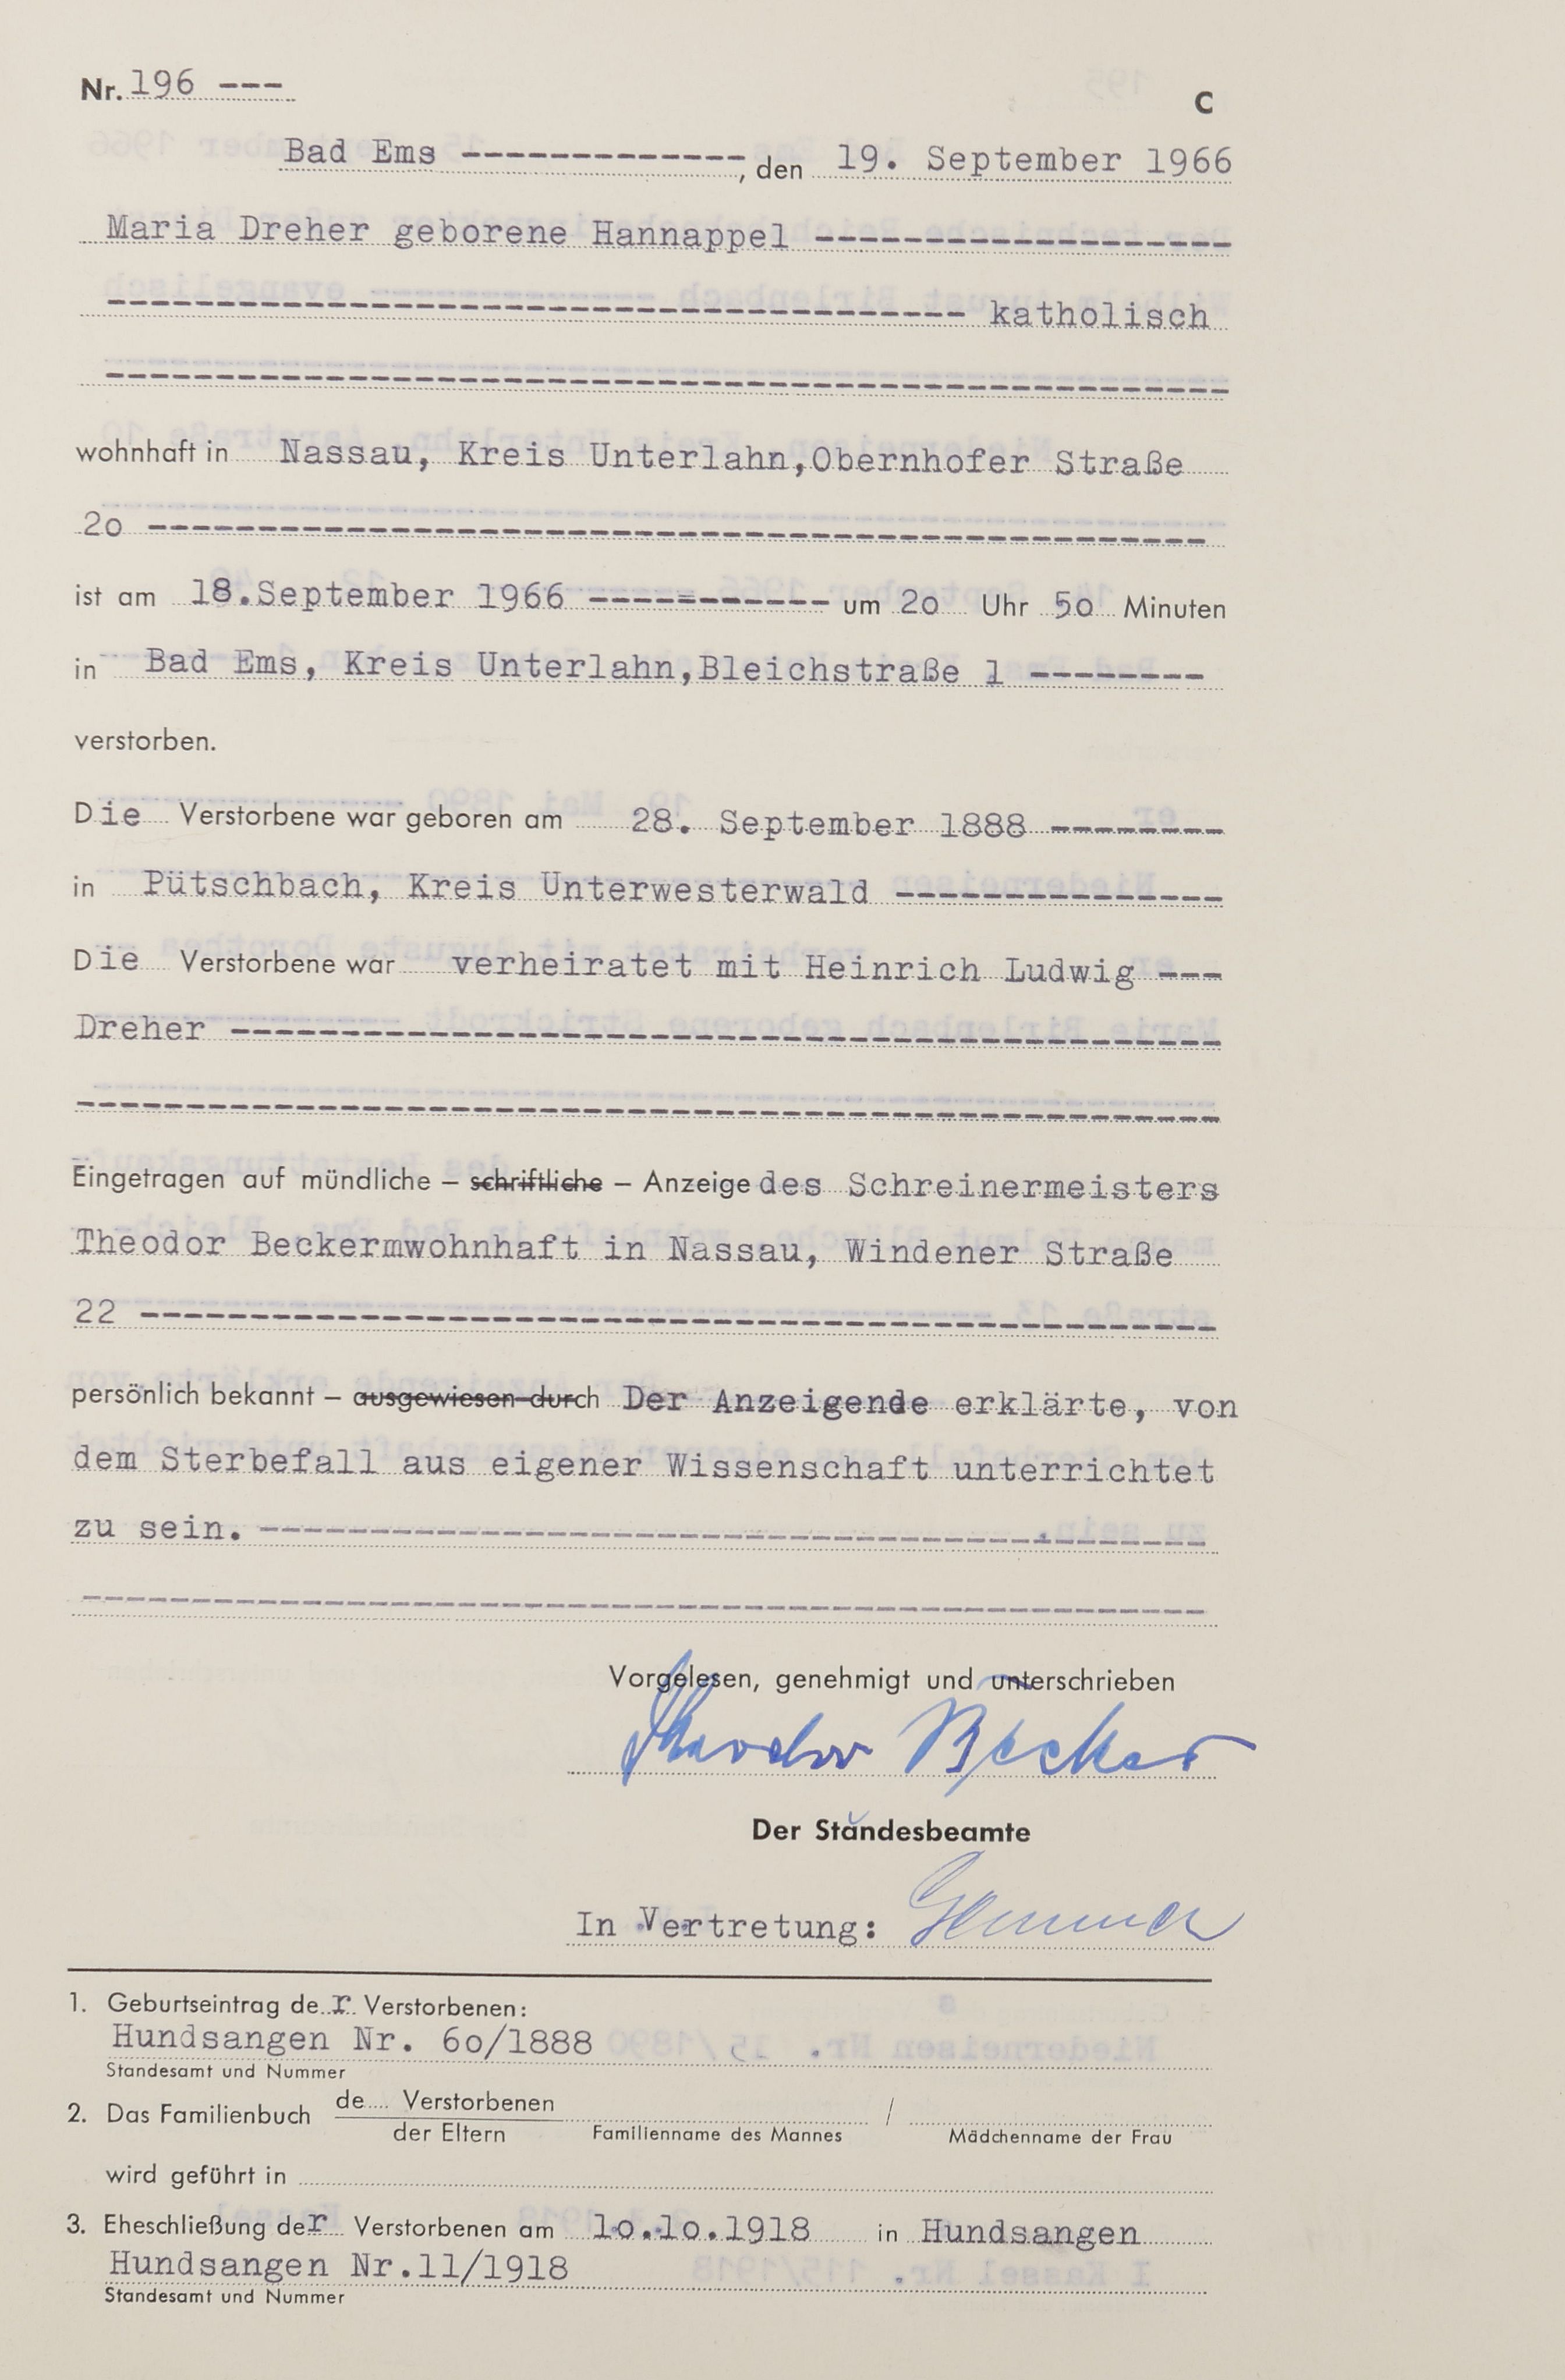 Nr. 196 ---
C
Bad Ems -------------, den 19. September 1966
Maria Dreher geborene Hannappel -------------------
--------------------------------------- katholisch
---------------------------------------------------
wohnhaft in Nassau, Kreis Unterlahn,Obernhofer Straße
2o ------------------------------------------------
ist am 18.September 1966 ----------- um 2o Uhr 5o Minuten
in Bad Ems, Kreis Unterlahn,Bleichstraße 1 --------
verstorben.
Die Verstorbene war geboren am 28. September 1888 --------
in Pütschbach, Kreis Unterwesterwald ---------------
Die Verstorbene war verheiratet mit Heinrich Ludwig ---
Dreher ---------------------------------------------
----------------------------------------------------
Eingetragen auf mündliche – schriftliche – Anzeige des Schreinermeisters
Theodor Beckermwohnhaft in Nassau, Windener Straße
22 -------------------------------------------------
persönlich bekannt – ausgewiesen durch Der Anzeigende erklärte, von
dem Sterbefall aus eigener Wissenschaft unterrichtet
zu sein. -------------------------------------------
----------------------------------------------------
Vorgelesen, genehmigt und unterschrieben
Theodor Becker
Der Standesbeamte
In Vertretung:
1. Geburtseintrag der Verstorbenen:
Hundsangen Nr. 6o/1888
Standesamt und Nummer
2. Das Familienbuch de.... Verstorbenen /
der Eltern Familienname des Mannes Mädchenname der Frau
wird geführt in
3. Eheschließung der Verstorbenen am 1o.1o.1918 in Hundsangen
Hundsangen Nr.11/1918
Standesamt und Nummer